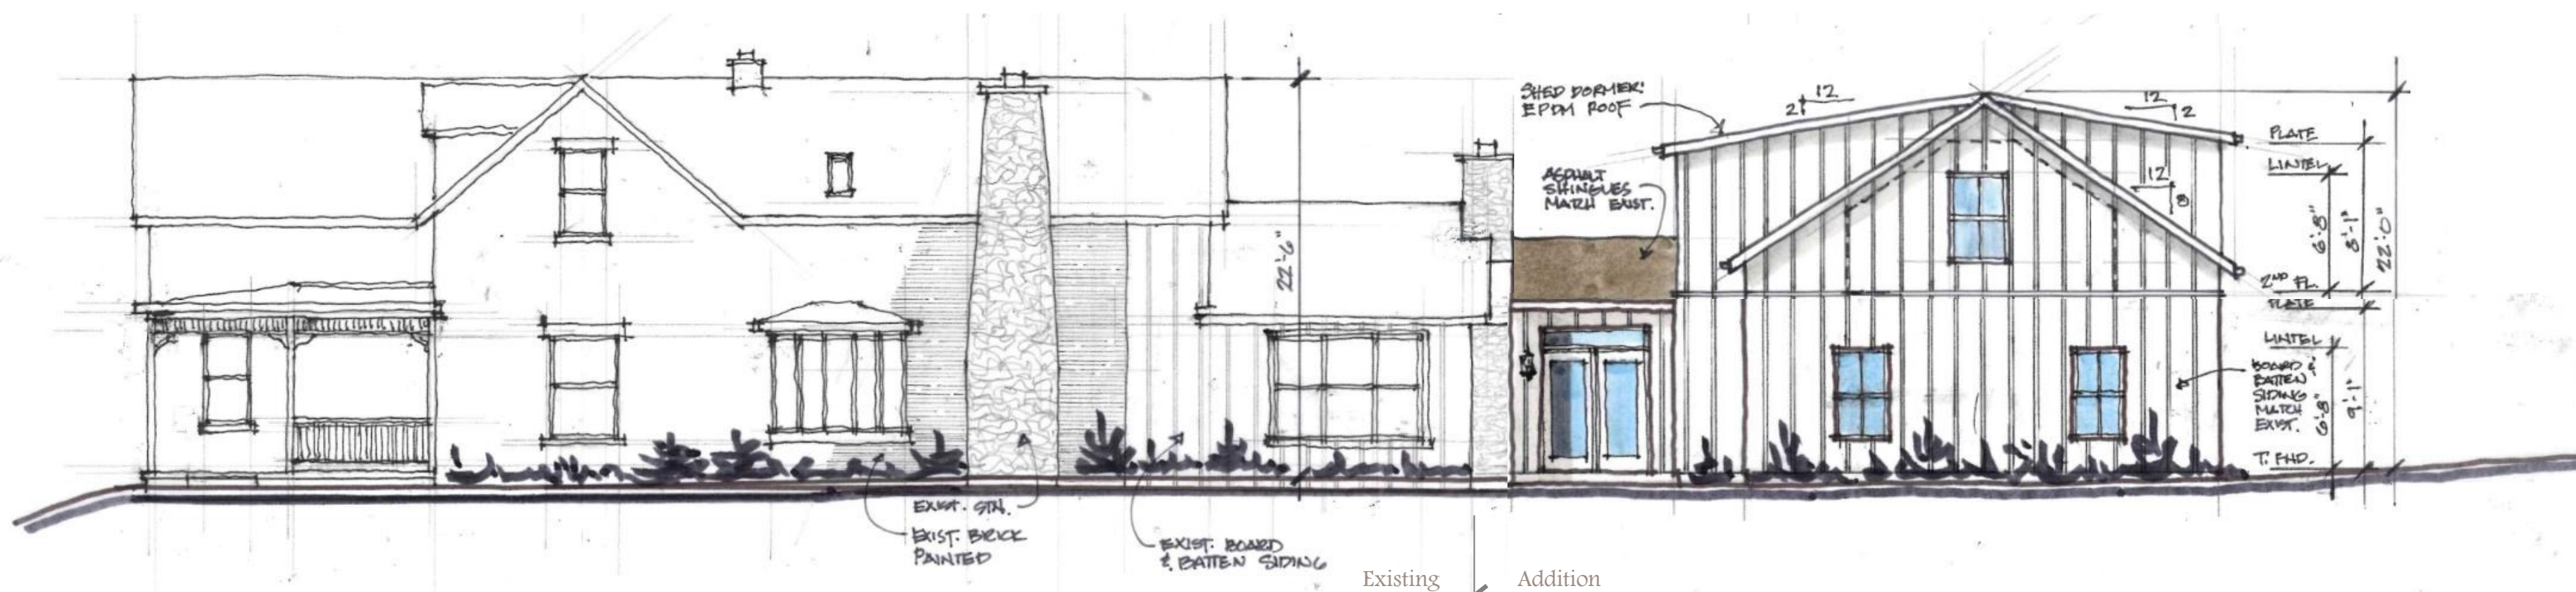 22'-6"
EXIST. STN.
EXIST. BRICK
PAINTED
EXIST. BOARD
& BATTEN SIDING
Existing
Addition
SHED DORMER:
EPDM ROOF
ASPHALT
SHINGLES
MATCH EXIST.
12
2
12
2
12
8
PLATE
LINTEL
6'-8"
8'-1"
22'-0"
2ND FL.
PLATE
LINTEL
BOARD &
BATTEN
SIDING
MATCH
EXIST.
6'-8"
9'-1"
T. FND.